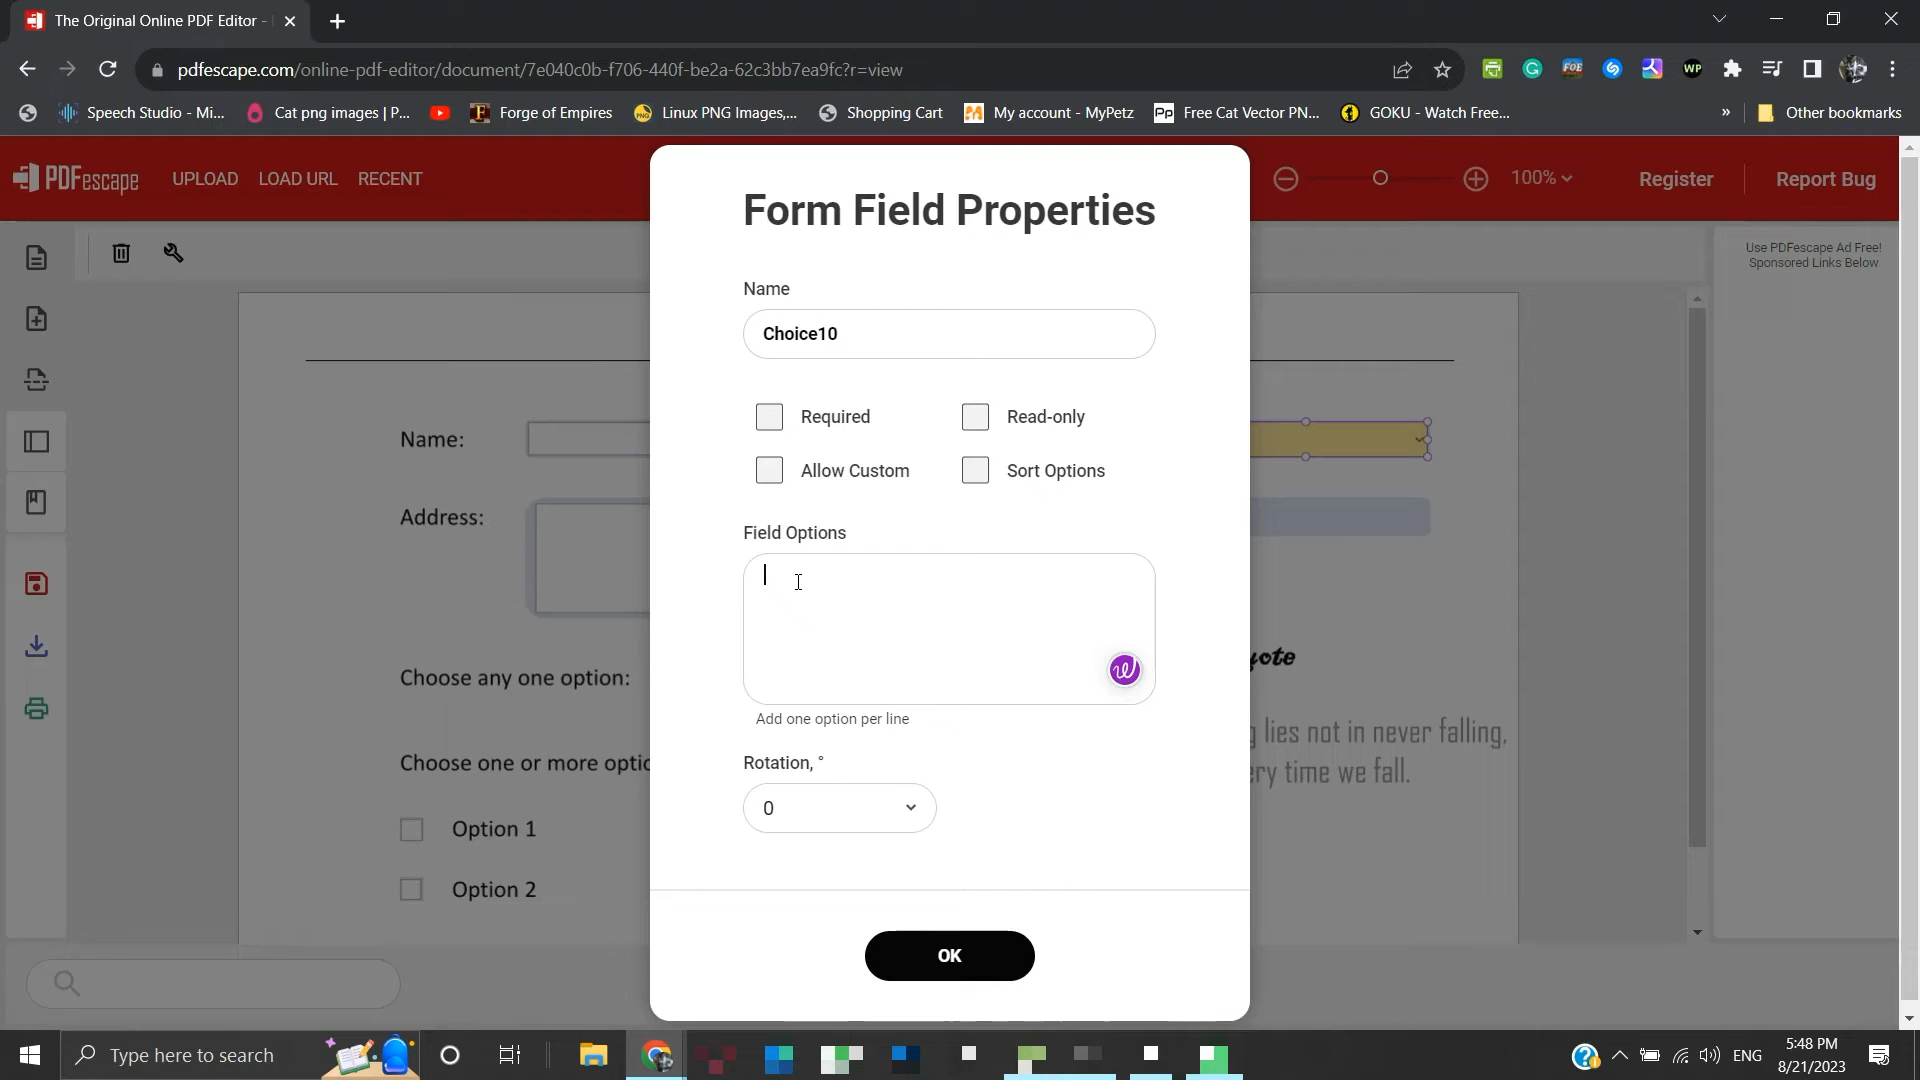 The Original Online PDF Editor -
pdfescape.com/online-pdf-editor/document/7e040c0b-f706-440f-be2a-62c3bb7ea9fc?r=view
FOE
WP
Speech Studio - Mi...
Cat png images | P...
Forge of Empires
Linux PNG Images,...
Shopping Cart
My account - MyPetz
Free Cat Vector PN...
GOKU - Watch Free...
»
Other bookmarks
PDFescape
UPLOAD
LOAD URL
RECENT
100%
Register
Report Bug
Use PDFescape Ad Free!
Sponsored Links Below
Form Field Properties
Name
Choice10
Required
Read-only
Allow Custom
Sort Options
Field Options
Add one option per line
Rotation, °
0
OK
Name:
Address:
Choose any one option:
Choose one or more optio
Option 1
Option 2
g lies not in never falling,
ery time we fall.
Type here to search
ENG
5:48 PM
8/21/2023